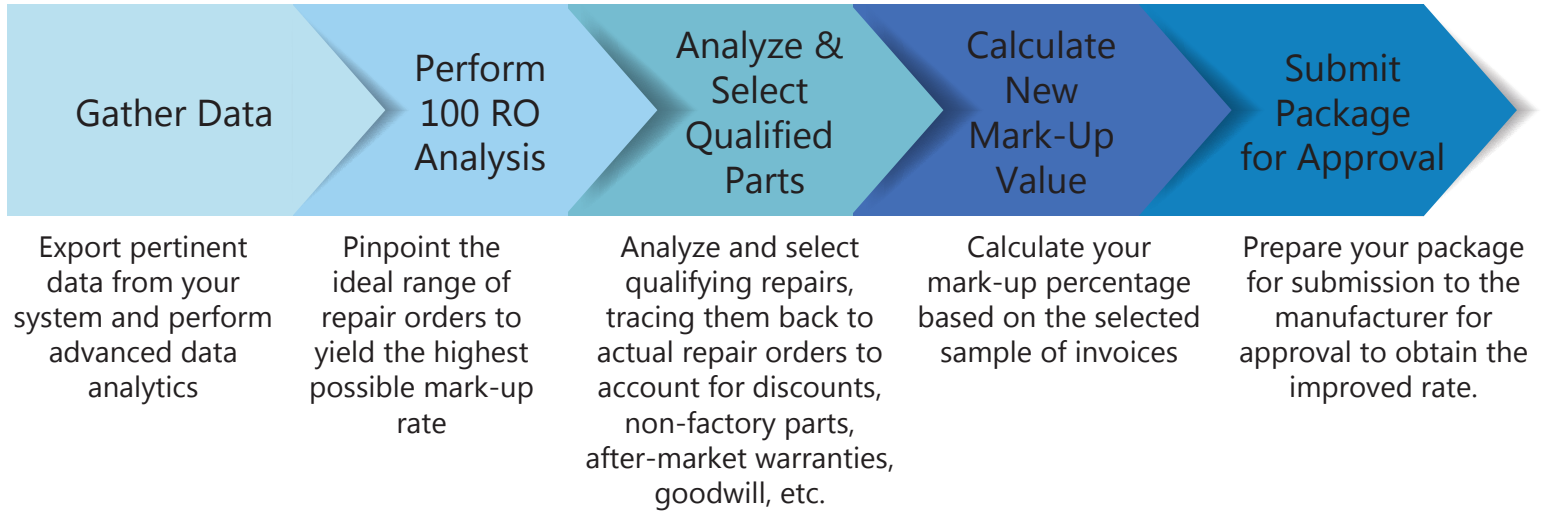 Gather Data
Perform
100 RO
Analysis
Analyze &
Select
Qualified
Parts
Calculate
New
Mark-Up
Value
Submit
Package
for Approval
Export pertinent
data from your
system and perform
advanced data
analytics
Pinpoint the
ideal range of
repair orders to
yield the highest
possible mark-up
rate
Analyze and select
qualifying repairs,
tracing them back to
actual repair orders to
account for discounts,
non-factory parts,
after-market warranties,
goodwill, etc.
Calculate your
mark-up percentage
based on the selected
sample of invoices
Prepare your package
for submission to the
manufacturer for
approval to obtain the
improved rate.